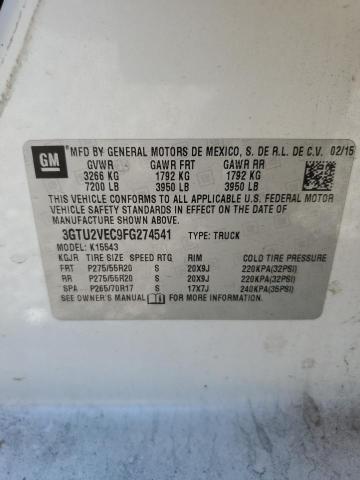 GM
MFD BY GENERAL MOTORS DE MEXICO, S. DE R.L. DE C.V. 02/15
GVWR GAWR FRT GAWR RR
3266 KG 1792 KG 1792 KG
7200 LB 3950 LB 3950 LB
THIS VEHICLE CONFORMS TO ALL APPLICABLE U.S. FEDERAL MOTOR
VEHICLE SAFETY STANDARDS IN EFFECT ON THE DATE OF
MANUFACTURE SHOWN ABOVE.
3GTU2VEC9FG274541 TYPE: TRUCK
MODEL: K15543
KGJR TIRE SIZE SPEED RTG RIM COLD TIRE PRESSURE
FRT P275/55R20 S 20X9J 220KPA(32PSI)
RR P275/55R20 S 20X9J 220KPA(32PSI)
SPA P265/70R17 S 17X7J 240KPA(35PSI)
SEE OWNER'S MANUAL FOR ADDITIONAL INFORMATION